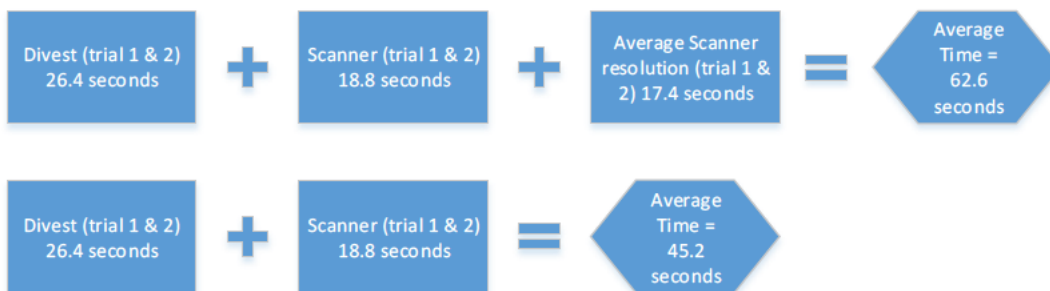 Divest (trial 1 & 2)
26.4 seconds
+
Scanner (trial 1 & 2)
18.8 seconds
+
Average Scanner
resolution (trial 1 &
2) 17.4 seconds
=
Average
Time =
62.6
seconds
Divest (trial 1 & 2)
26.4 seconds
+
Scanner (trial 1 & 2)
18.8 seconds
=
Average
Time =
45.2
seconds